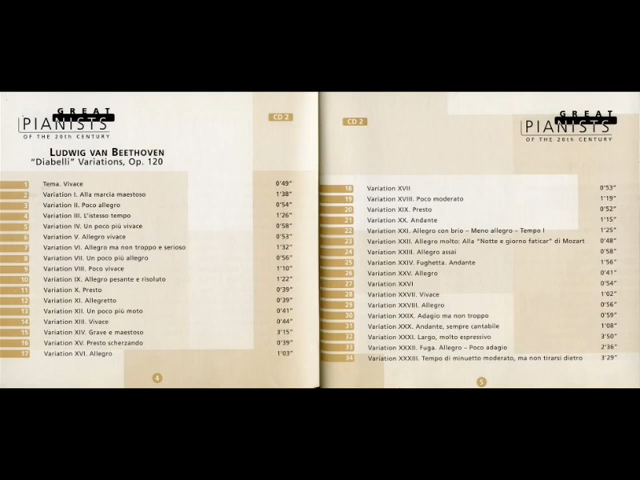 GREAT
PIANISTS
OF THE 20TH CENTURY
CD 2
LUDWIG VAN BEETHOVEN
"Diabelli" Variations, Op. 120
1 Tema. Vivace 0'49"
2 Variation I. Alla marcia maestoso 1'38"
3 Variation II. Poco allegro 0'54"
4 Variation III. L'istesso tempo 1'26"
5 Variation IV. Un poco più vivace 0'58"
6 Variation V. Allegro vivace 0'53"
7 Variation VI. Allegro ma non troppo e serioso 1'32"
8 Variation VII. Un poco più allegro 0'56"
9 Variation VIII. Poco vivace 1'10"
10 Variation IX. Allegro pesante e risoluto 1'22"
11 Variation X. Presto 0'39"
12 Variation XI. Allegretto 0'39"
13 Variation XII. Un poco più moto 0'41"
14 Variation XIII. Vivace 0'44"
15 Variation XIV. Grave e maestoso 3'15"
16 Variation XV. Presto scherzando 0'39"
17 Variation XVI. Allegro 1'03"
4
CD 2
GREAT
PIANISTS
OF THE 20TH CENTURY
18 Variation XVII 0'53"
19 Variation XVIII. Poco moderato 1'19"
20 Variation XIX. Presto 0'52"
21 Variation XX. Andante 1'15"
22 Variation XXI. Allegro con brio – Meno allegro – Tempo I 1'25"
23 Variation XXII. Allegro molto: Alla "Notte e giorno faticar" di Mozart 0'48"
24 Variation XXIII. Allegro assai 0'58"
25 Variation XXIV. Fughetta. Andante 1'56"
26 Variation XXV. Allegro 0'41"
27 Variation XXVI 0'54"
28 Variation XXVII. Vivace 1'02"
29 Variation XXVIII. Allegro 0'56"
30 Variation XXIX. Adagio ma non troppo 0'59"
31 Variation XXX. Andante, sempre cantabile 1'08"
32 Variation XXXI. Largo, molto espressivo 3'50"
33 Variation XXXII. Fuga. Allegro – Poco adagio 2'36"
34 Variation XXXIII. Tempo di minuetto moderato, ma non tirarsi dietro 3'29"
5